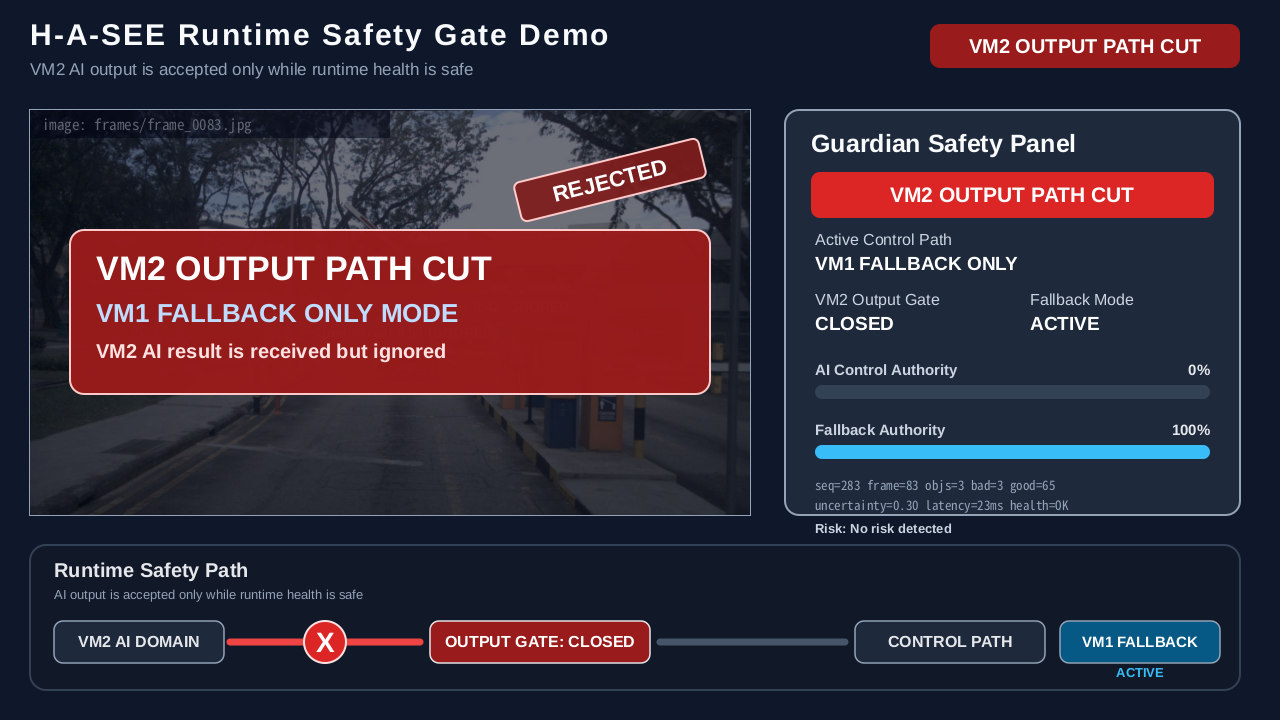 H-A-SEE Runtime Safety Gate Demo
VM2 AI output is accepted only while runtime health is safe
VM2 OUTPUT PATH CUT
image: frames/frame_0083.jpg
REJECTED
VM2 OUTPUT PATH CUT
VM1 FALLBACK ONLY MODE
VM2 AI result is received but ignored
Guardian Safety Panel
VM2 OUTPUT PATH CUT
Active Control Path
VM1 FALLBACK ONLY
VM2 Output Gate
CLOSED
Fallback Mode
ACTIVE
AI Control Authority 0%
Fallback Authority 100%
seq=283 frame=83 objs=3 bad=3 good=65
uncertainty=0.30 latency=23ms health=OK
Risk: No risk detected
Runtime Safety Path
AI output is accepted only while runtime health is safe
VM2 AI DOMAIN
X
OUTPUT GATE: CLOSED
CONTROL PATH
VM1 FALLBACK
ACTIVE